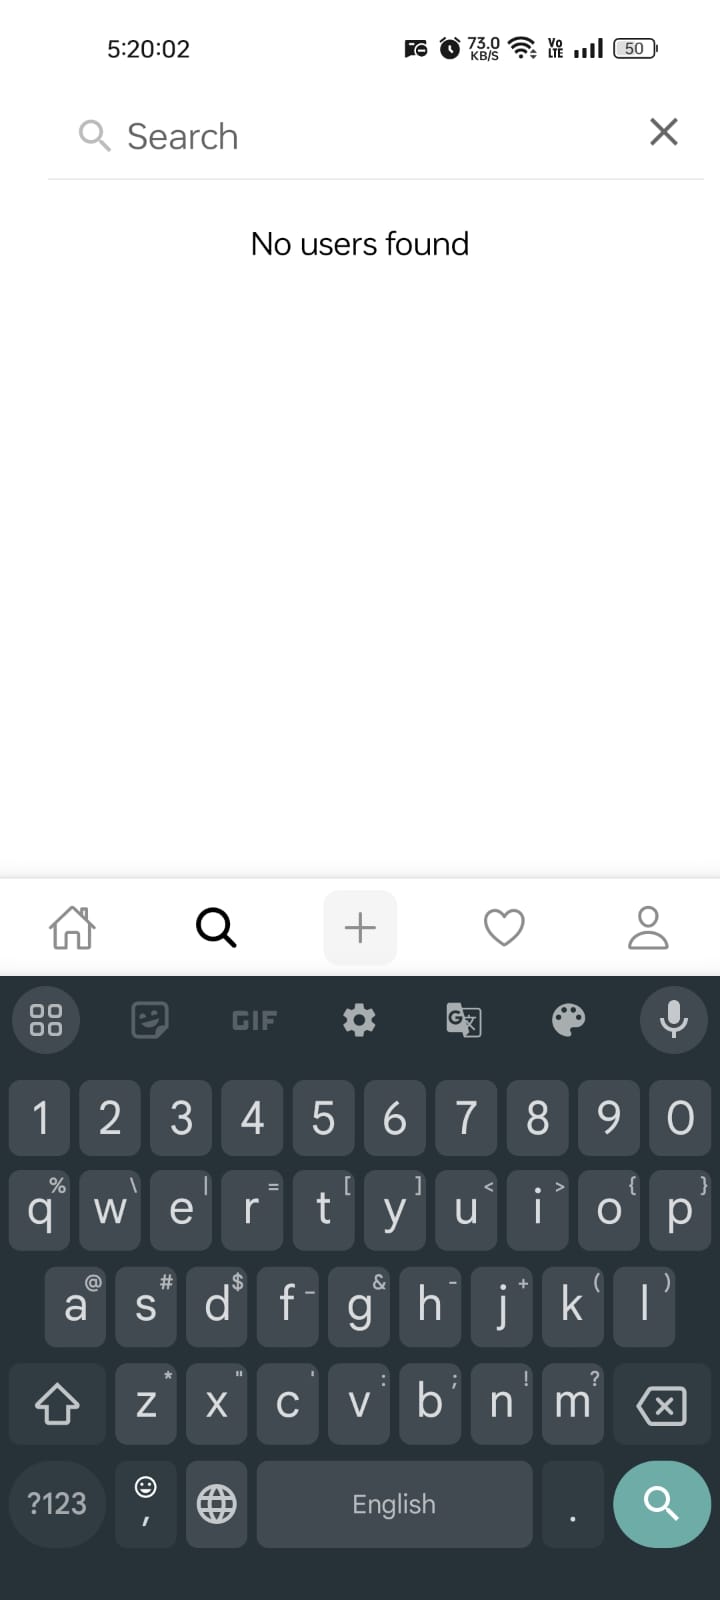 5:20:02 73.0 KB/S Vo LTE 50
Search
No users found
GIF G 文
1 2 3 4 5 6 7 8 9 0
% \ | = [ ] < > { }
q w e r t y u i o p
@ # $ _ & - + ( )
a s d f g h j k l
* " ' : ; ! ?
z x c v b n m
?123 , English .